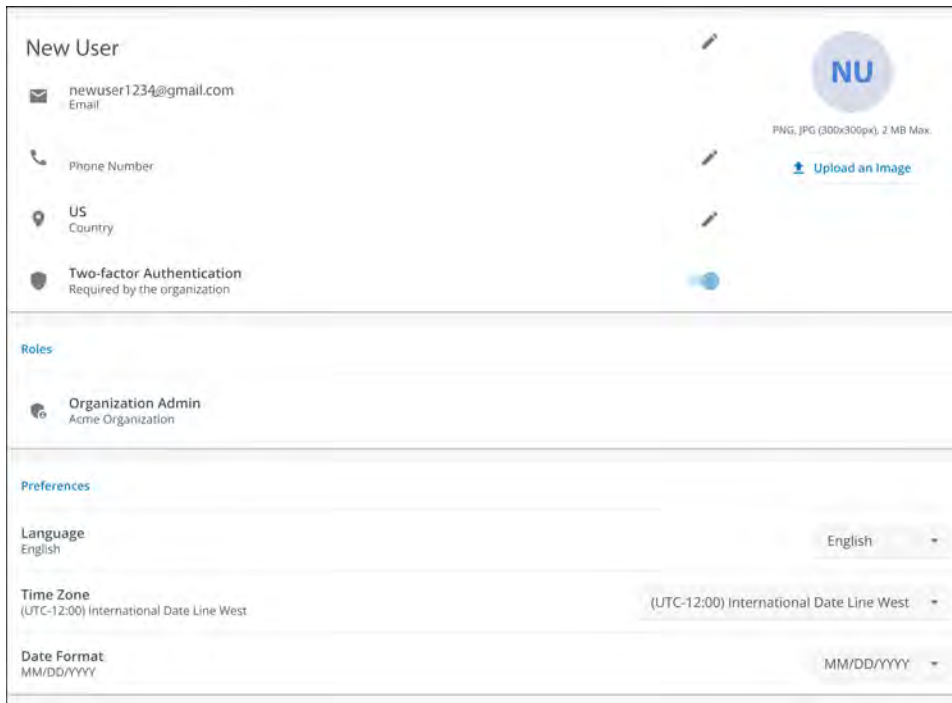 New User
NU
newuser1234@gmail.com
Email
PNG, JPG (300x300px), 2 MB Max.
Phone Number
Upload an Image
US
Country
Two-factor Authentication
Required by the organization
Roles
Organization Admin
Acme Organization
Preferences
Language
English
English
Time Zone
(UTC-12:00) International Date Line West
(UTC-12:00) International Date Line West
Date Format
MM/DD/YYYY
MM/DD/YYYY